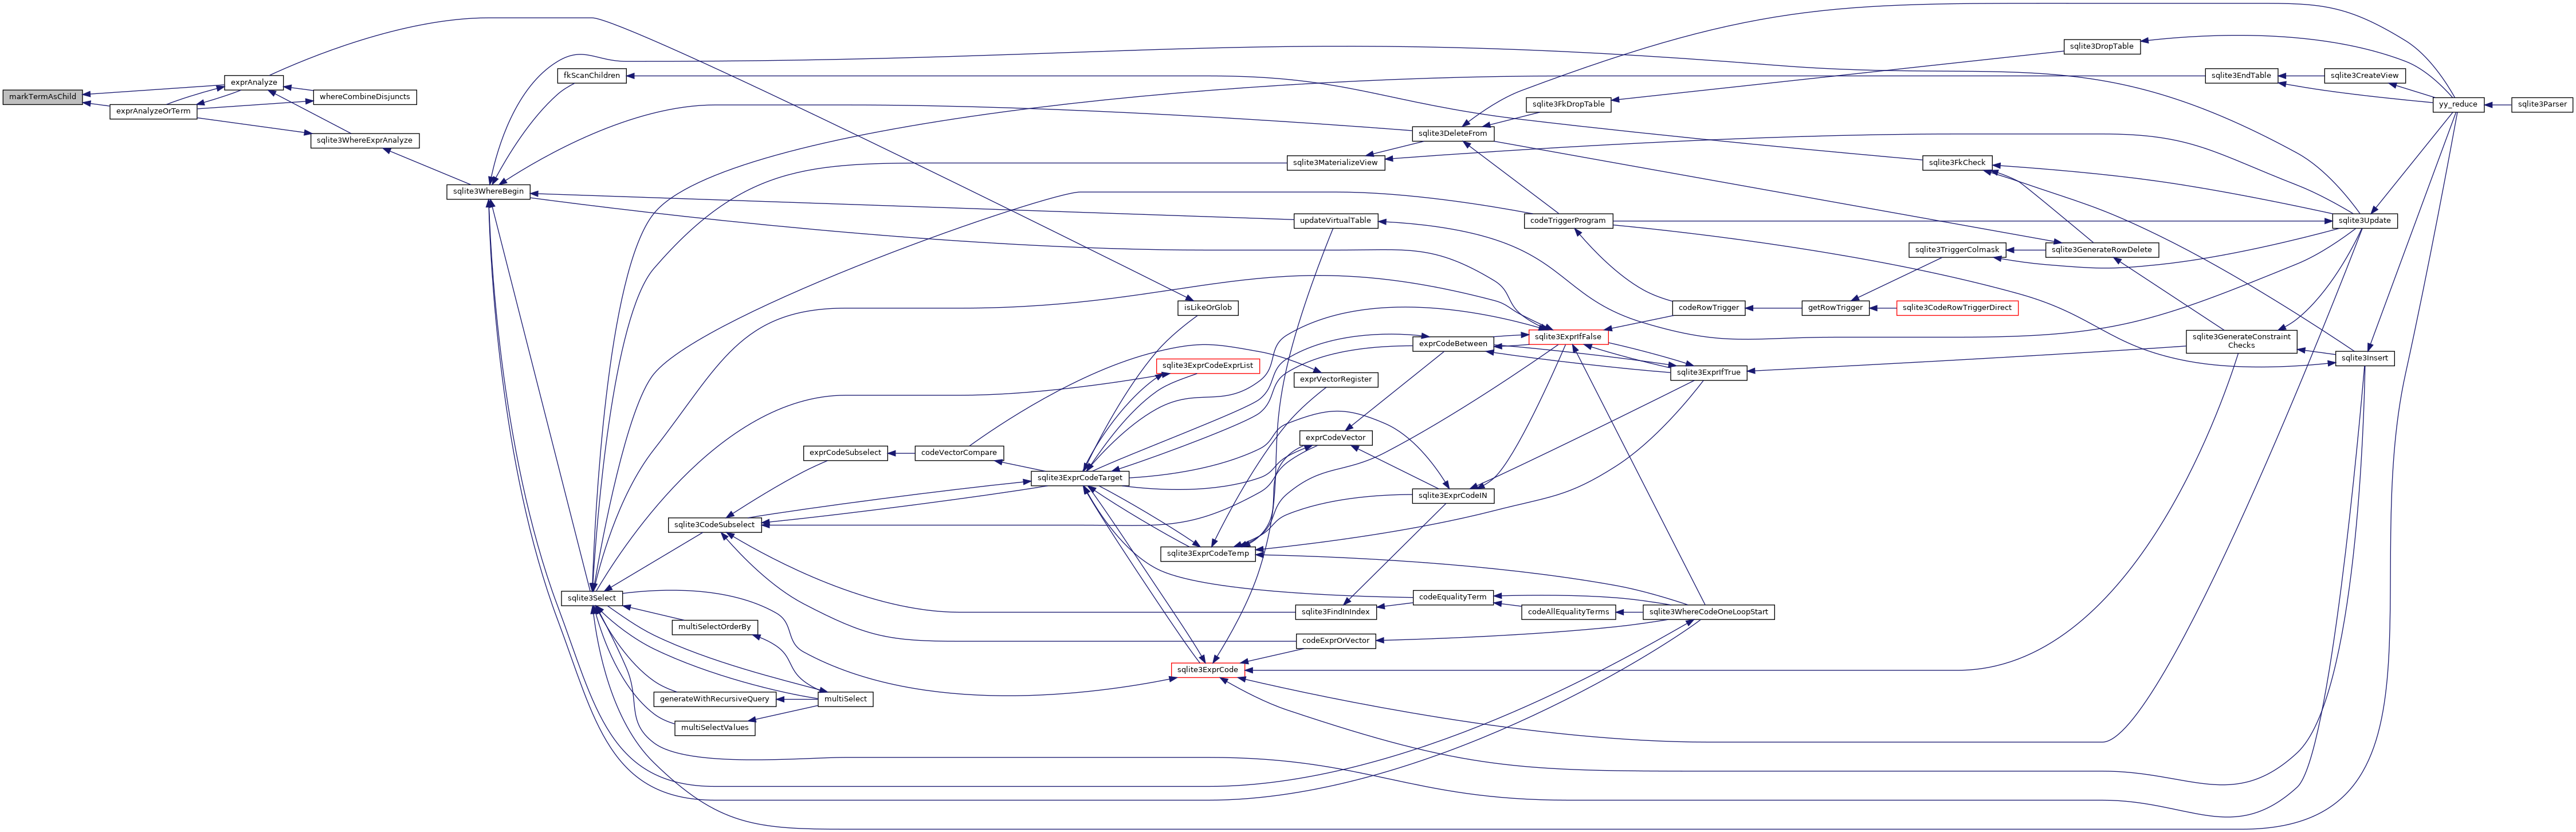 markTermAsChild
exprAnalyze
exprAnalyzeOrTerm
whereCombineDisjuncts
sqlite3WhereExprAnalyze
sqlite3WhereBegin
fkScanChildren
sqlite3Select
multiSelectOrderBy
generateWithRecursiveQuery
multiSelectValues
multiSelect
sqlite3CodeSubselect
exprCodeSubselect
codeVectorCompare
sqlite3ExprCodeTarget
isLikeOrGlob
sqlite3ExprCodeExprList
sqlite3ExprCodeTemp
sqlite3ExprCode
sqlite3MaterializeView
updateVirtualTable
exprVectorRegister
exprCodeVector
sqlite3FindInIndex
codeExprOrVector
sqlite3DeleteFrom
exprCodeBetween
sqlite3ExprCodeIN
codeEqualityTerm
sqlite3FkDropTable
codeTriggerProgram
sqlite3ExprIfFalse
codeAllEqualityTerms
codeRowTrigger
sqlite3ExprIfTrue
sqlite3WhereCodeOneLoopStart
getRowTrigger
sqlite3FkCheck
sqlite3TriggerColmask
sqlite3CodeRowTriggerDirect
sqlite3DropTable
sqlite3GenerateRowDelete
sqlite3EndTable
sqlite3GenerateConstraint
Checks
sqlite3CreateView
sqlite3Update
sqlite3Insert
yy_reduce
sqlite3Parser